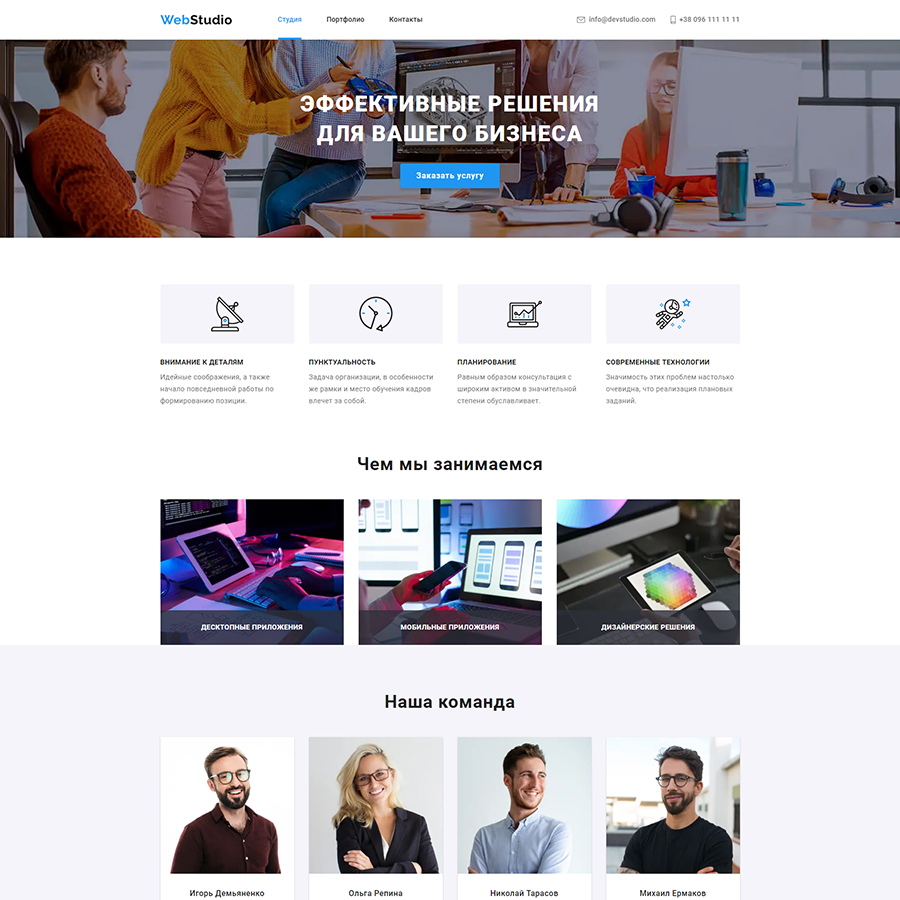 WebStudio
Студия Портфолио Контакты
info@devstudio.com +38 096 111 11 11
ЭФФЕКТИВНЫЕ РЕШЕНИЯ
ДЛЯ ВАШЕГО БИЗНЕСА
Заказать услугу
ВНИМАНИЕ К ДЕТАЛЯМ
Идейные соображения, а также
начало повседневной работы по
формированию позиции.
ПУНКТУАЛЬНОСТЬ
Задача организации, в особенности
же рамки и место обучения кадров
влечет за собой.
ПЛАНИРОВАНИЕ
Равным образом консультация с
широким активом в значительной
степени обуславливает.
СОВРЕМЕННЫЕ ТЕХНОЛОГИИ
Значимость этих проблем настолько
очевидна, что реализация плановых
заданий.
Чем мы занимаемся
ДЕСКТОПНЫЕ ПРИЛОЖЕНИЯ
МОБИЛЬНЫЕ ПРИЛОЖЕНИЯ
ДИЗАЙНЕРСКИЕ РЕШЕНИЯ
Наша команда
Игорь Демьяненко
Ольга Репина
Николай Тарасов
Михаил Ермаков